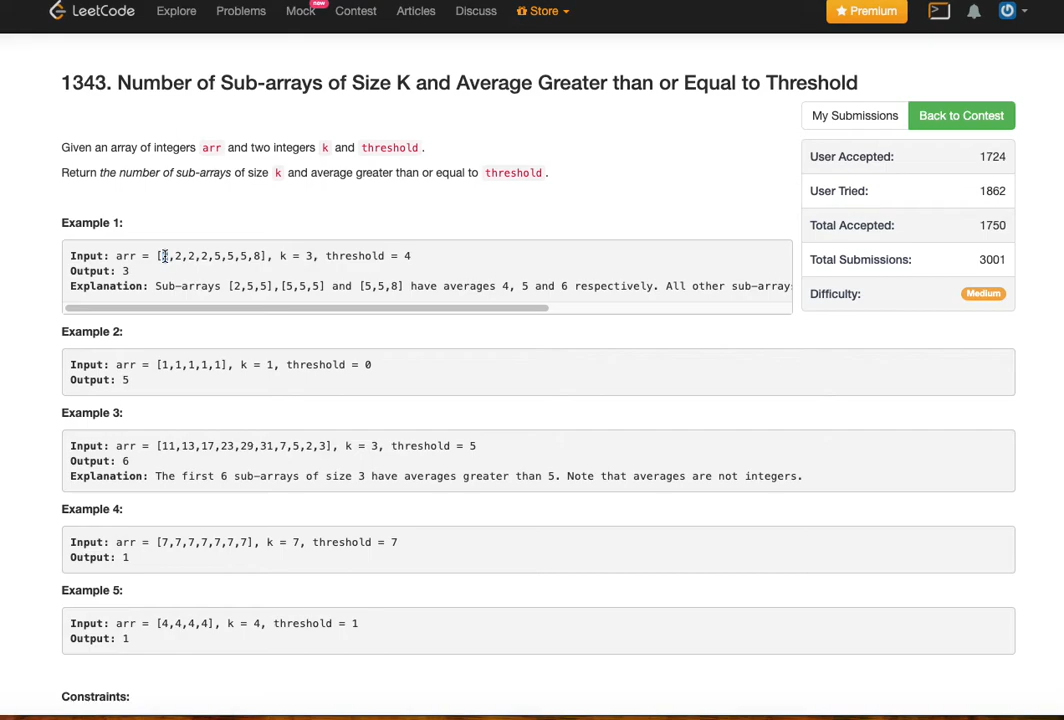 LeetCode Explore Problems Mock new Contest Articles Discuss Store Premium
1343. Number of Sub-arrays of Size K and Average Greater than or Equal to Threshold
My Submissions Back to Contest
Given an array of integers arr and two integers k and threshold.
Return the number of sub-arrays of size k and average greater than or equal to threshold.
User Accepted: 1724
User Tried: 1862
Total Accepted: 1750
Total Submissions: 3001
Difficulty: Medium
Example 1:
Input: arr = [2,2,2,2,5,5,5,8], k = 3, threshold = 4
Output: 3
Explanation: Sub-arrays [2,5,5],[5,5,5] and [5,5,8] have averages 4, 5 and 6 respectively. All other sub-arrays
Example 2:
Input: arr = [1,1,1,1,1], k = 1, threshold = 0
Output: 5
Example 3:
Input: arr = [11,13,17,23,29,31,7,5,2,3], k = 3, threshold = 5
Output: 6
Explanation: The first 6 sub-arrays of size 3 have averages greater than 5. Note that averages are not integers.
Example 4:
Input: arr = [7,7,7,7,7,7,7], k = 7, threshold = 7
Output: 1
Example 5:
Input: arr = [4,4,4,4], k = 4, threshold = 1
Output: 1
Constraints: